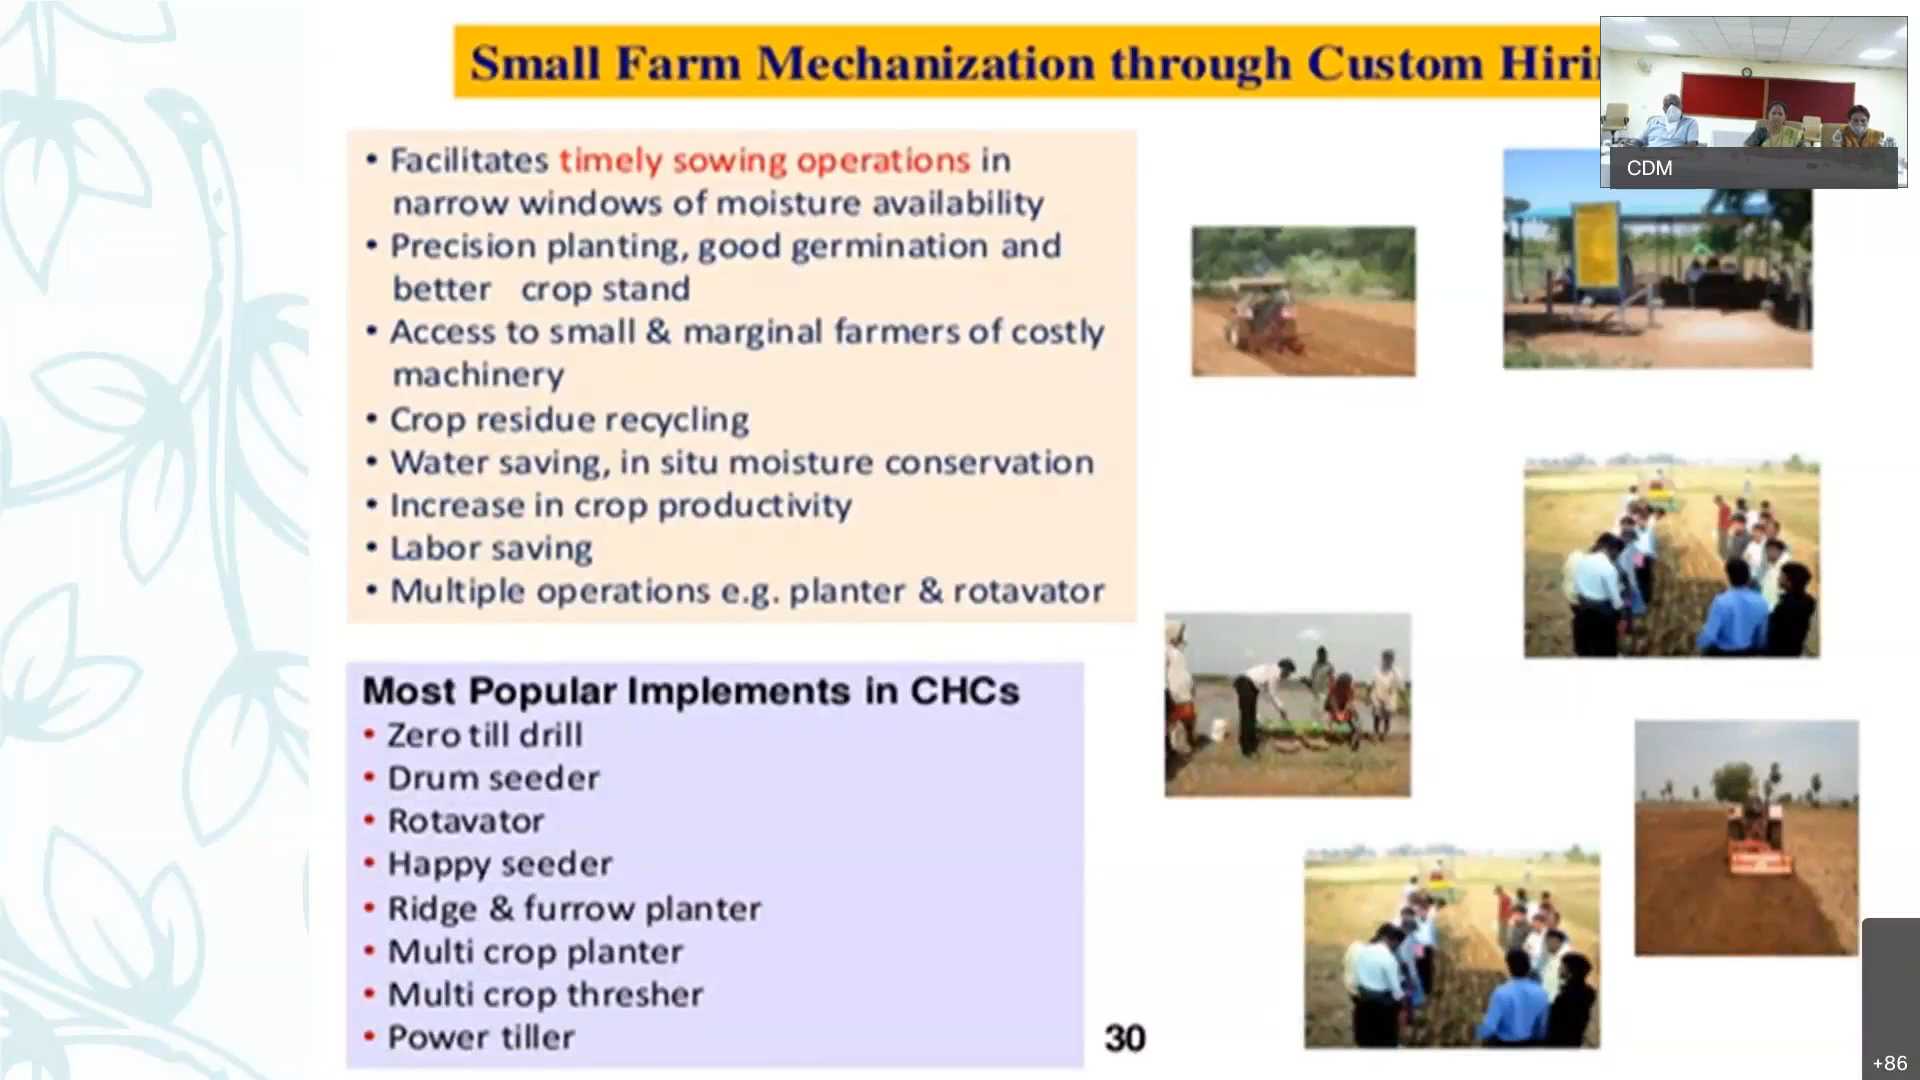 Small Farm Mechanization through Custom
• Facilitates timely sowing operations in
narrow windows of moisture availability
• Precision planting, good germination and
better crop stand
• Access to small & marginal farmers of costly
machinery
• Crop residue recycling
• Water saving, in situ moisture conservation
• Increase in crop productivity
• Labor saving
• Multiple operations e.g. planter & rotavator
Most Popular Implements in CHCs
• Zero till drill
• Drum seeder
• Rotavator
• Happy seeder
• Ridge & furrow planter
• Multi crop planter
• Multi crop thresher
• Power tiller
30
CDM
+86